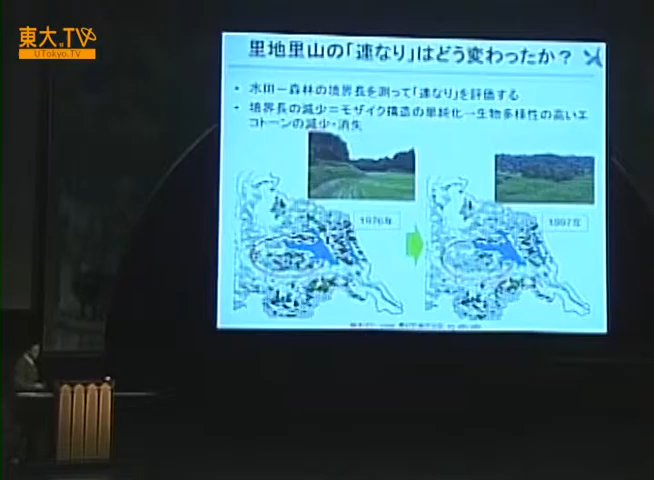 東大.TV
UTokyo.TV
里地里山の「連なり」はどう変わったか？
• 水田－森林の境界長を測って「連なり」を評価する
• 境界長の減少＝モザイク構造の単純化→生物多様性の高いエ
コトーンの減少・消失
1976年
1997年